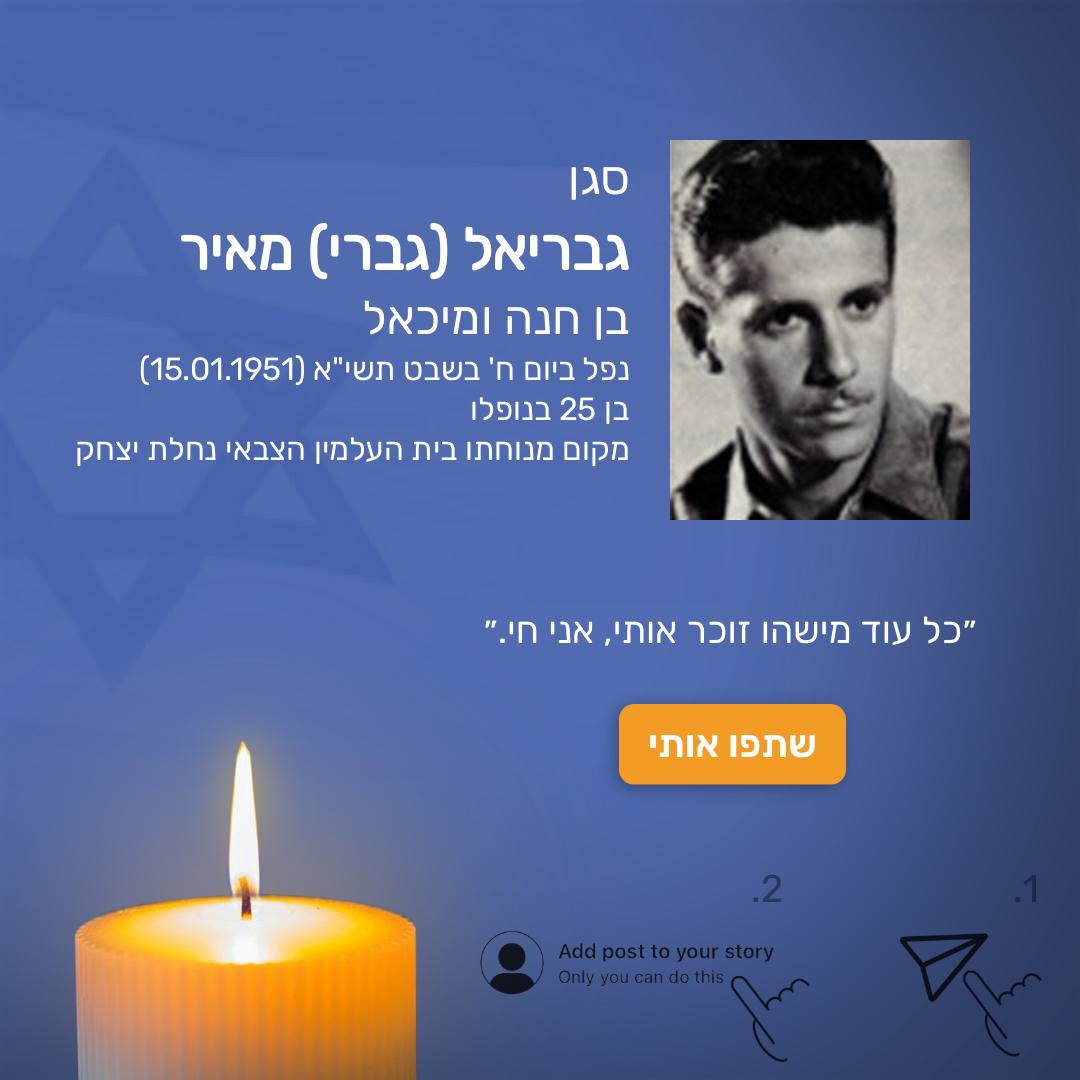 סגן
גבריאל (גברי) מאיר
בן חנה ומיכאל
נפל ביום ח' בשבט תשי"א (15.01.1951)
בן 25 בנופלו
מקום מנוחתו בית העלמין הצבאי נחלת יצחק
״כל עוד מישהו זוכר אותי, אני חי.״
שתפו אותי
1.
2.
Add post to your story
Only you can do this